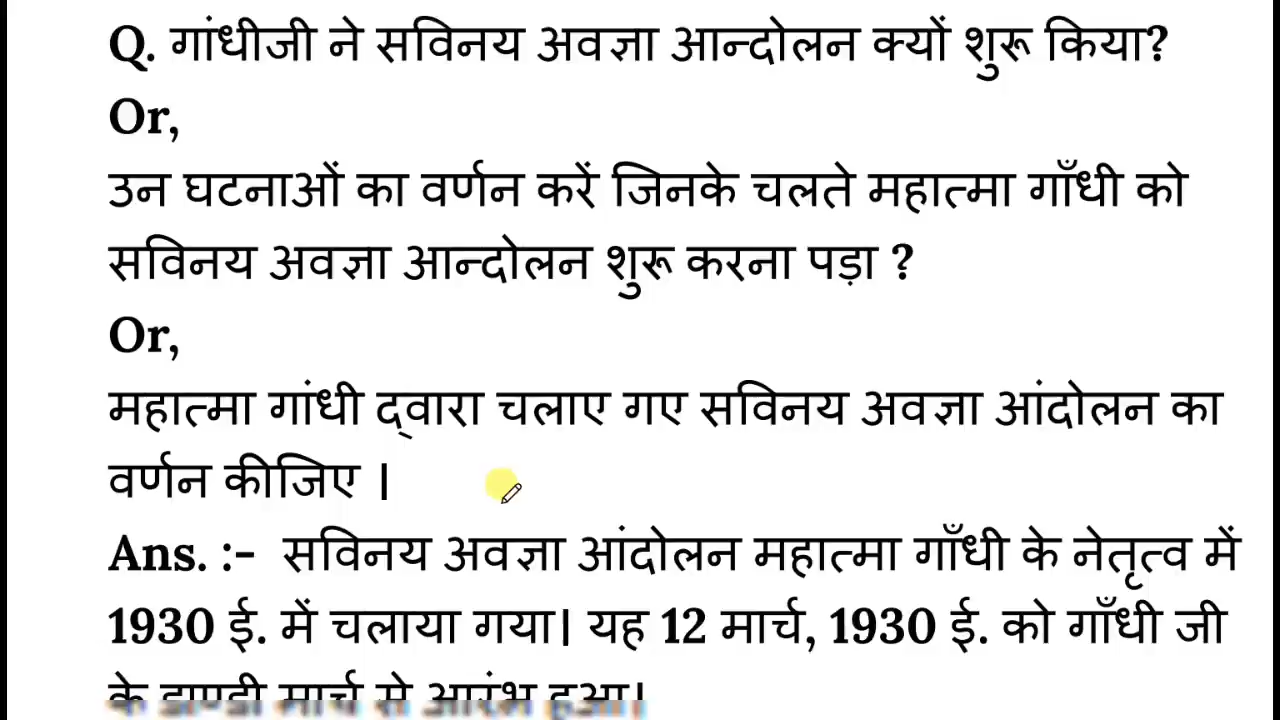 Q. गांधीजी ने सविनय अवज्ञा आन्दोलन क्यों शुरू किया?
Or,
उन घटनाओं का वर्णन करें जिनके चलते महात्मा गाँधी को
सविनय अवज्ञा आन्दोलन शुरू करना पड़ा ?
Or,
महात्मा गांधी द्वारा चलाए गए सविनय अवज्ञा आंदोलन का
वर्णन कीजिए ।
Ans. :- सविनय अवज्ञा आंदोलन महात्मा गाँधी के नेतृत्व में
1930 ई. में चलाया गया। यह 12 मार्च, 1930 ई. को गाँधी जी
के डाण्डी मार्च से आरंभ हुआ।